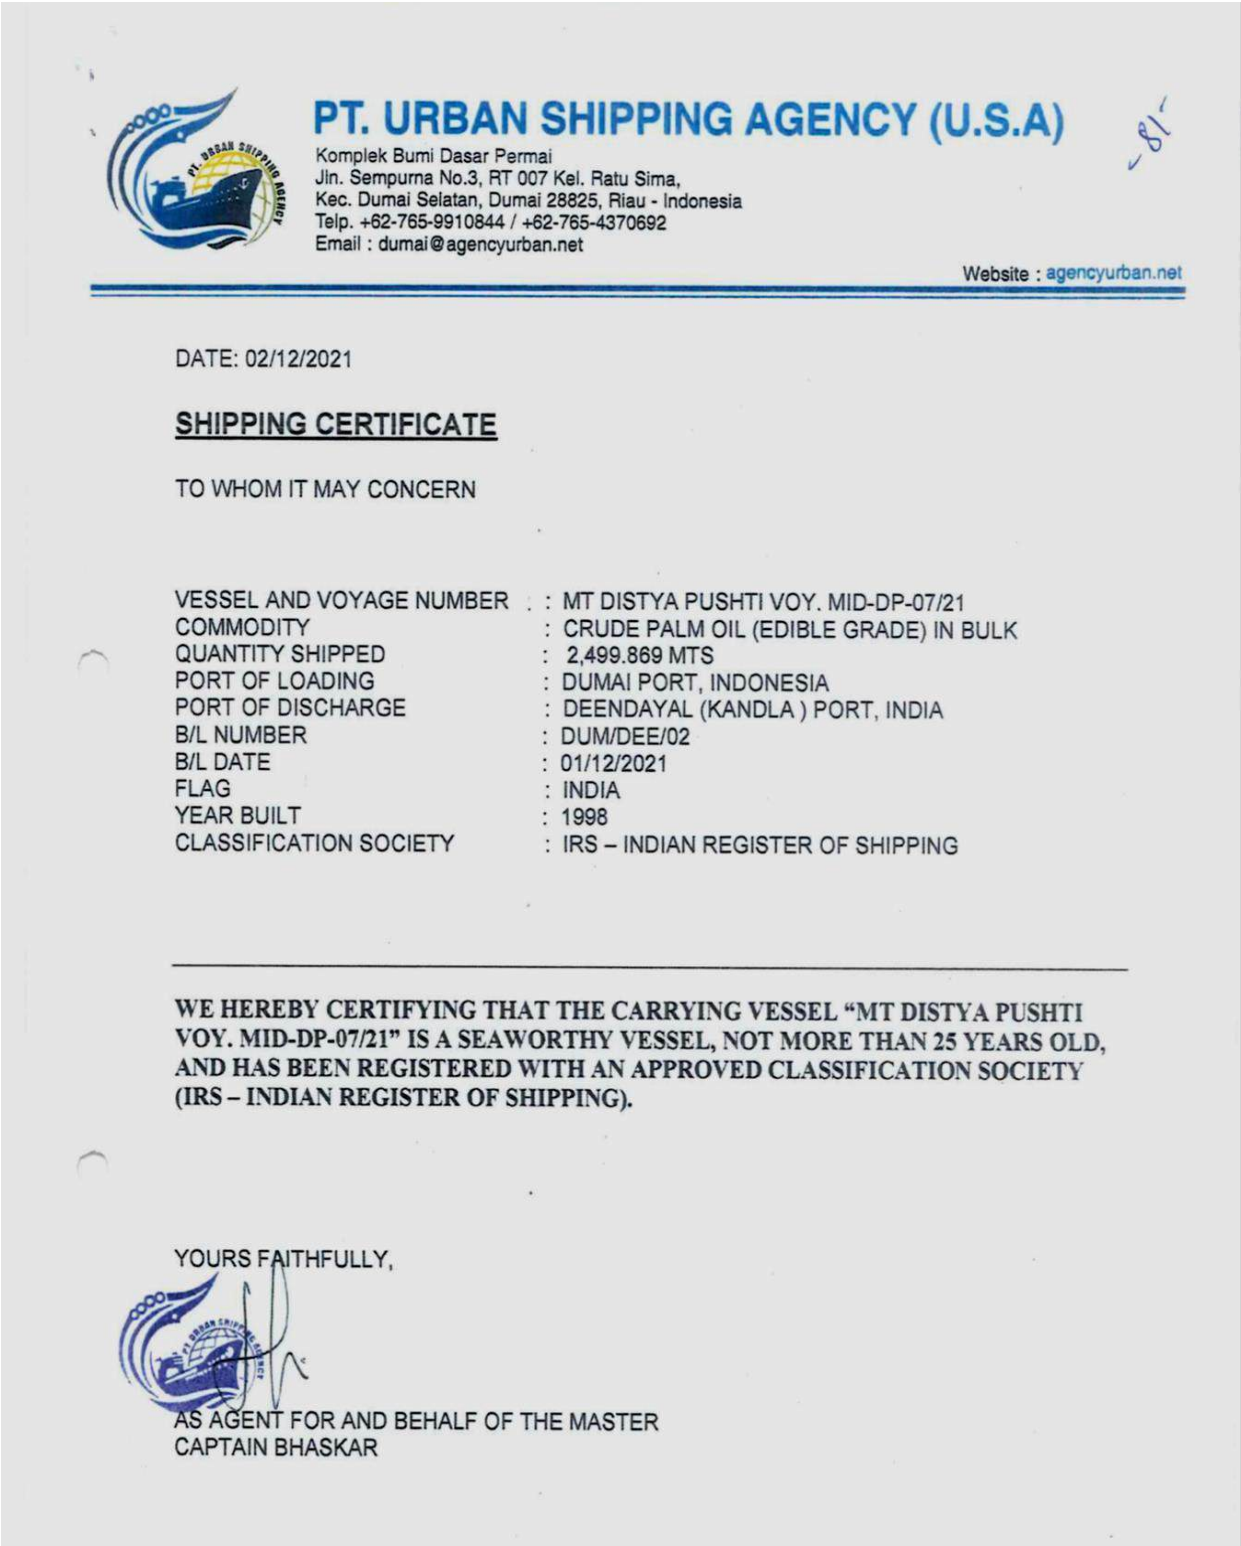 PT. URBAN SHIPPING AGENCY
PT. URBAN SHIPPING AGENCY (U.S.A)
-81-
Komplek Bumi Dasar Permai
Jln. Sempurna No.3, RT 007 Kel. Ratu Sima,
Kec. Dumai Selatan, Dumai 28825, Riau - Indonesia
Telp. +62-765-9910844 / +62-765-4370692
Email : dumai@agencyurban.net
Website : agencyurban.net
DATE: 02/12/2021
SHIPPING CERTIFICATE
TO WHOM IT MAY CONCERN
VESSEL AND VOYAGE NUMBER : : MT DISTYA PUSHTI VOY. MID-DP-07/21
COMMODITY : CRUDE PALM OIL (EDIBLE GRADE) IN BULK
QUANTITY SHIPPED : 2,499.869 MTS
PORT OF LOADING : DUMAI PORT, INDONESIA
PORT OF DISCHARGE : DEENDAYAL (KANDLA ) PORT, INDIA
B/L NUMBER : DUM/DEE/02
B/L DATE : 01/12/2021
FLAG : INDIA
YEAR BUILT : 1998
CLASSIFICATION SOCIETY : IRS – INDIAN REGISTER OF SHIPPING
WE HEREBY CERTIFYING THAT THE CARRYING VESSEL “MT DISTYA PUSHTI
VOY. MID-DP-07/21” IS A SEAWORTHY VESSEL, NOT MORE THAN 25 YEARS OLD,
AND HAS BEEN REGISTERED WITH AN APPROVED CLASSIFICATION SOCIETY
(IRS – INDIAN REGISTER OF SHIPPING).
YOURS FAITHFULLY,
PT. URBAN SHIPPING AGENCY
AS AGENT FOR AND BEHALF OF THE MASTER
CAPTAIN BHASKAR